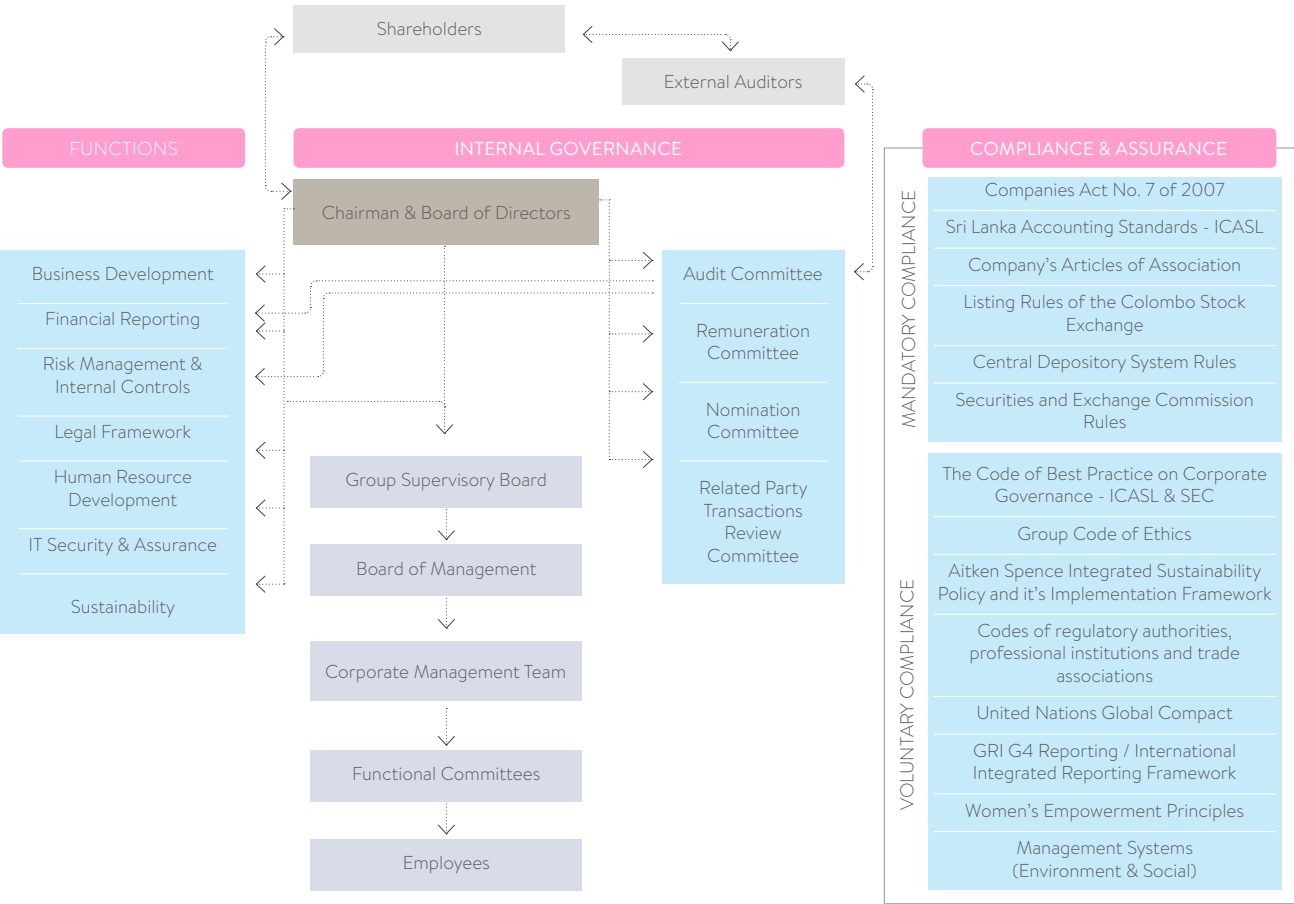 Shareholders
External Auditors
FUNCTIONS
INTERNAL GOVERNANCE
COMPLIANCE & ASSURANCE
Chairman & Board of Directors
Business Development
Financial Reporting
Risk Management &
Internal Controls
Legal Framework
Human Resource
Development
IT Security & Assurance
Sustainability
Group Supervisory Board
Board of Management
Corporate Management Team
Functional Committees
Employees
Audit Committee
Remuneration
Committee
Nomination
Committee
Related Party
Transactions
Review
Committee
MANDATORY COMPLIANCE
Companies Act No. 7 of 2007
Sri Lanka Accounting Standards - ICASL
Company's Articles of Association
Listing Rules of the Colombo Stock
Exchange
Central Depository System Rules
Securities and Exchange Commission
Rules
VOLUNTARY COMPLIANCE
The Code of Best Practice on Corporate
Governance - ICASL & SEC
Group Code of Ethics
Aitken Spence Integrated Sustainability
Policy and it's Implementation Framework
Codes of regulatory authorities,
professional institutions and trade
associations
United Nations Global Compact
GRI G4 Reporting / International
Integrated Reporting Framework
Women's Empowerment Principles
Management Systems
(Environment & Social)